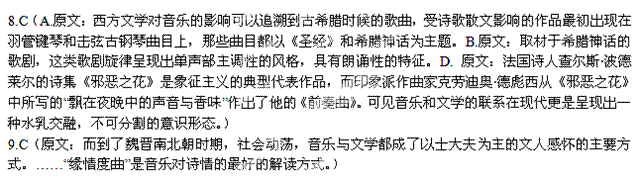 8.C（A.原文：西方文学对音乐的影响可以追溯到古希腊时候的歌曲，受诗歌散文影响的作品最初出现在
羽管键琴和击弦古钢琴曲目上，那些曲目都以《圣经》和希腊神话为主题。B.原文：取材于希腊神话的
歌剧，这类歌剧旋律呈现出单声部主调性的风格，具有朗诵性的特征。D. 原文：法国诗人查尔斯·波德
莱尔的诗集《邪恶之花》是象征主义的典型代表作品，而印象派作曲家克劳迪奥·德彪西从《邪恶之花》
中所写的“飘在夜晚中的声音与香味”作出了他的《前奏曲》。可见音乐和文学的联系在现代更是呈现出一
种水乳交融，不可分割的意识形态。）
9.C（原文：而到了魏晋南北朝时期，社会动荡，音乐与文学都成了以士大夫为主的文人感怀的主要方
式。……“缘情度曲”是音乐对诗情的最好的解读方式。）